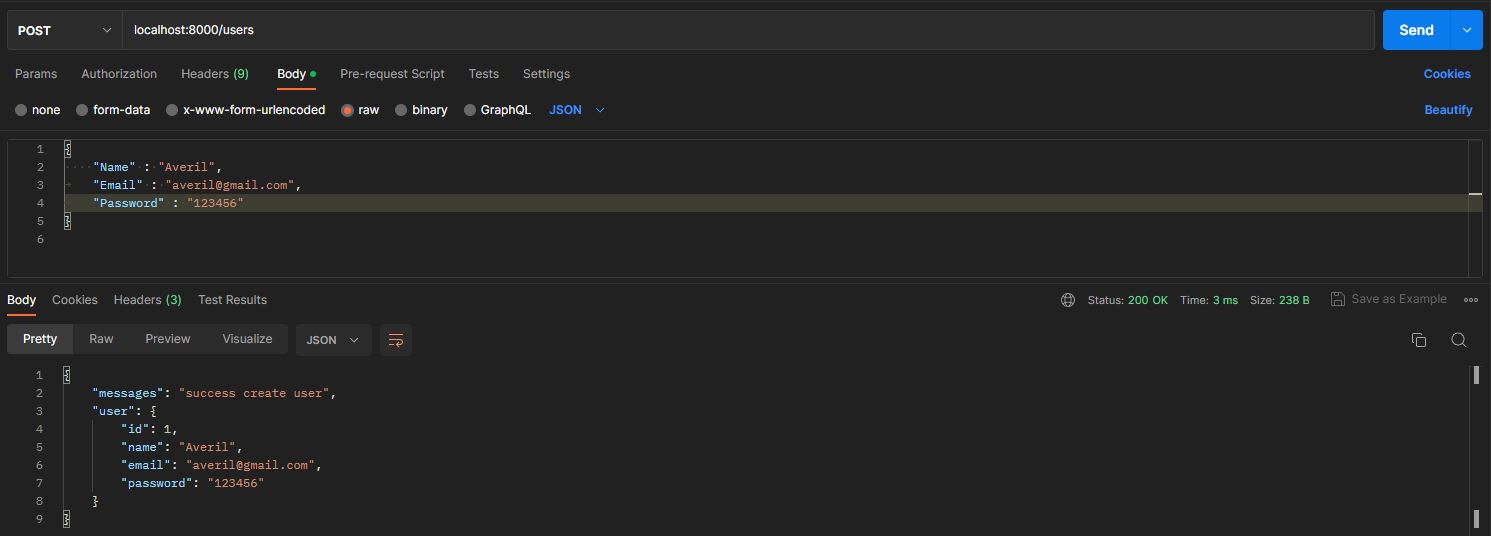 POST localhost:8000/users Send
Params Authorization Headers (9) Body Pre-request Script Tests Settings Cookies
none form-data x-www-form-urlencoded raw binary GraphQL JSON Beautify
1 {
2 "Name" : "Averil",
3 "Email" : "averil@gmail.com",
4 "Password" : "123456"
5 }
6
Body Cookies Headers (3) Test Results Status: 200 OK Time: 3 ms Size: 238 B Save as Example
Pretty Raw Preview Visualize JSON
1 {
2 "messages": "success create user",
3 "user": {
4 "id": 1,
5 "name": "Averil",
6 "email": "averil@gmail.com",
7 "password": "123456"
8 }
9 }